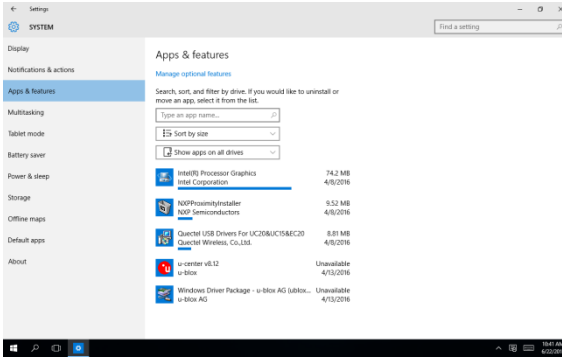 Settings
SYSTEM
Find a setting
Display
Notifications & actions
Apps & features
Multitasking
Tablet mode
Battery saver
Power & sleep
Storage
Offline maps
Default apps
About
Apps & features
Manage optional features
Search, sort, and filter by drive. If you would like to uninstall or
move an app, select it from the list.
Type an app name...
Sort by size
Show apps on all drives
Intel(R) Processor Graphics 74.2 MB
Intel Corporation 4/8/2016
NXPProximityInstaller 9.52 MB
NXP Semiconductors 4/8/2016
Quectel USB Drivers For UC20&UC15&EC20 8.81 MB
Quectel Wireless, Co.,Ltd. 4/8/2016
u-center v8.12 Unavailable
u-blox 4/13/2016
Windows Driver Package - u-blox AG (ublox... Unavailable
u-blox AG 4/13/2016
10:41 AM